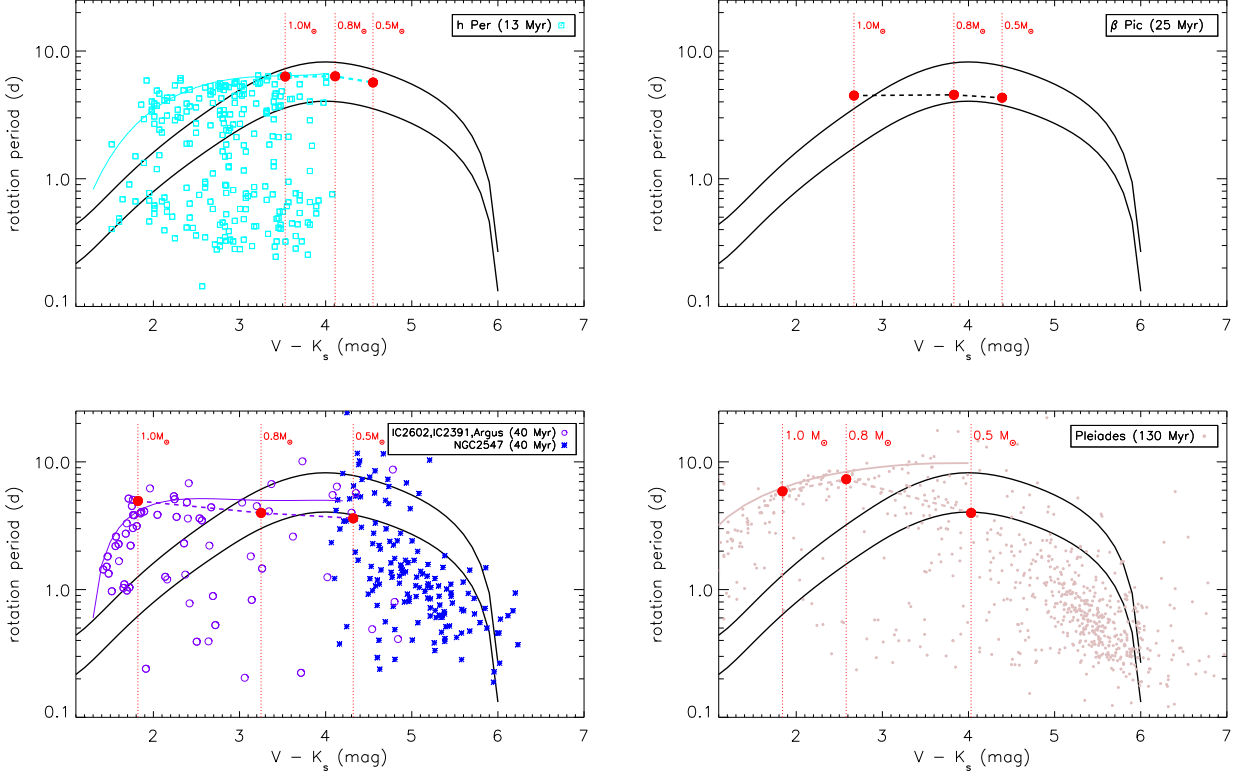 h Per (13 Myr)
1.0M⊙ 0.8M⊙ 0.5M⊙
rotation period (d)
10.0
1.0
0.1
2 3 4 5 6 7
V - Ks (mag)
β Pic (25 Myr)
1.0M⊙ 0.8M⊙ 0.5M⊙
rotation period (d)
10.0
1.0
0.1
2 3 4 5 6 7
V - Ks (mag)
IC2602,IC2391,Argus (40 Myr)
NGC2547 (40 Myr)
1.0M⊙ 0.8M⊙ 0.5M⊙
rotation period (d)
10.0
1.0
0.1
2 3 4 5 6 7
V - Ks (mag)
Pleiades (130 Myr)
1.0 M⊙ 0.8 M⊙ 0.5 M⊙
rotation period (d)
10.0
1.0
0.1
2 3 4 5 6 7
V - Ks (mag)